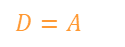 D = A